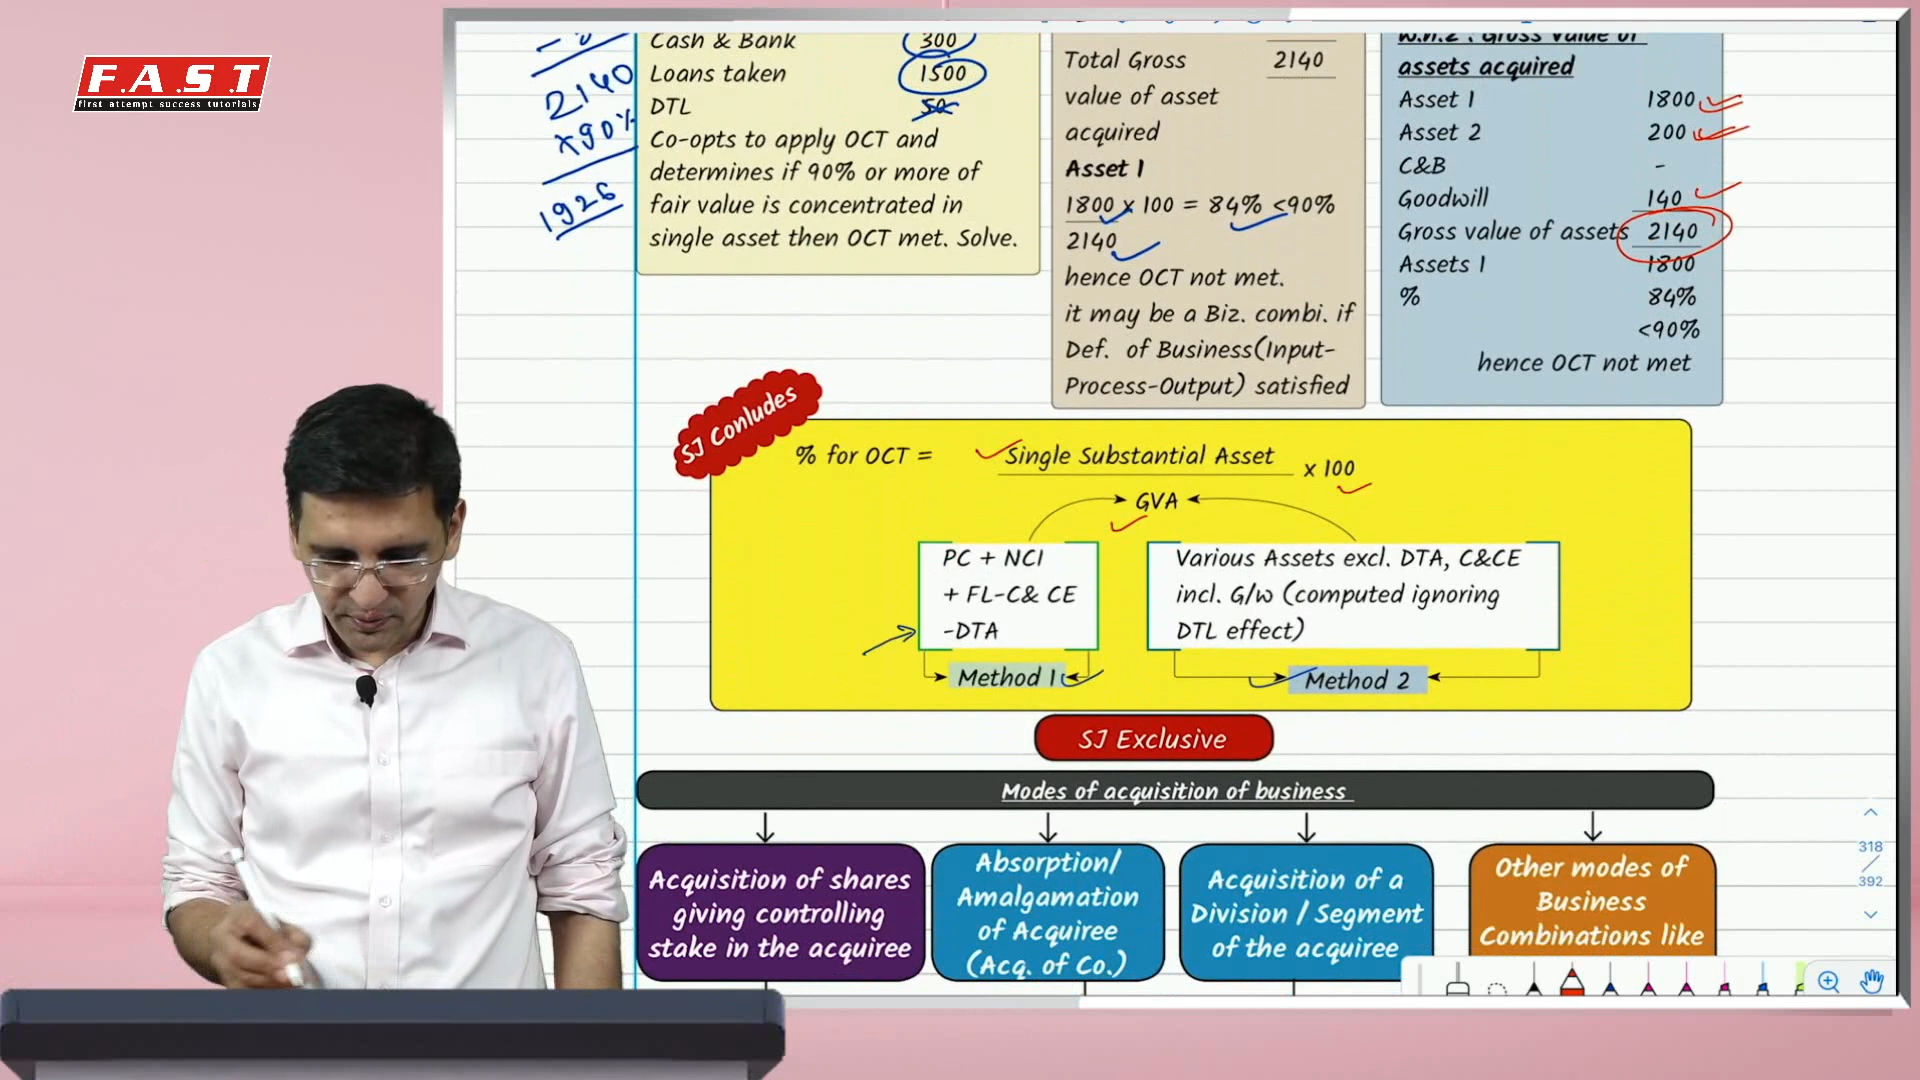 F.A.S.T
first attempt success tutorials
2140
x90%
1926
Cash & Bank 300
Loans taken 1500
DTL 50
Co-opts to apply OCT and
determines if 90% or more of
fair value is concentrated in
single asset then OCT met. Solve.
Total Gross 2140
value of asset
acquired
Asset 1
1800 x 100 = 84% <90%
2140
hence OCT not met.
it may be a Biz. combi. if
Def. of Business(Input-
Process-Output) satisfied
W.N.2 : Gross value of
assets acquired
Asset 1 1800
Asset 2 200
C&B -
Goodwill 140
Gross value of assets 2140
Assets 1 1800
% 84%
<90%
hence OCT not met
SJ Conludes
% for OCT = Single Substantial Asset x 100
GVA
PC + NCI
+ FL-C& CE
-DTA
Method 1
Various Assets excl. DTA, C&CE
incl. G/w (computed ignoring
DTL effect)
Method 2
SJ Exclusive
Modes of acquisition of business
Acquisition of shares
giving controlling
stake in the acquiree
Absorption/
Amalgamation
of Acquiree
(Acq. of Co.)
Acquisition of a
Division / Segment
of the acquiree
Other modes of
Business
Combinations like
318
392